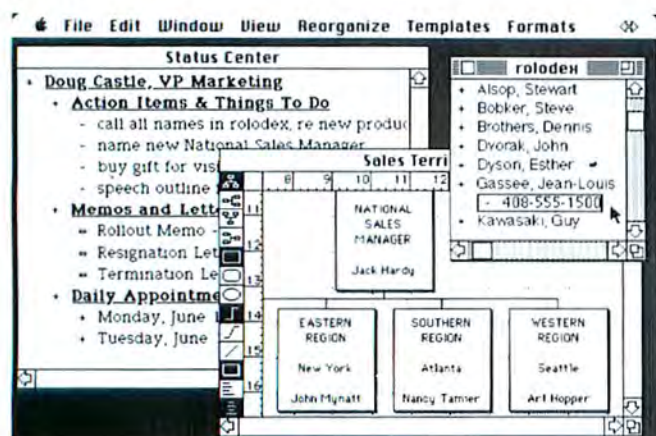 File Edit Window View Reorganize Templates Formats
Status Center
+ Doug Castle, VP Marketing
+ Action Items & Things To Do
- call all names in rolodex, re new produc
- name new National Sales Manager
- buy gift for vis
- speech outline
+ Memos and Lett
Rollout Memo -
Resignation Let
Termination Le
+ Daily Appointme
+ Monday, June 1
+ Tuesday, June
rolodex
+ Alsop, Stewart
+ Bobker, Steve
+ Brothers, Dennis
+ Dvorak, John
+ Dyson, Esther
+ Gassee, Jean-Louis
- 408-555-1500
+ Kawasaki, Guy
Sales Terri
8 9 10 11 12
11
12
13
14
15
16
NATIONAL
SALES
MANAGER
Jack Hardy
EASTERN
REGION
New York
John Mynatt
SOUTHERN
REGION
Atlanta
Nancy Tamier
WESTERN
REGION
Seattle
Art Hopper